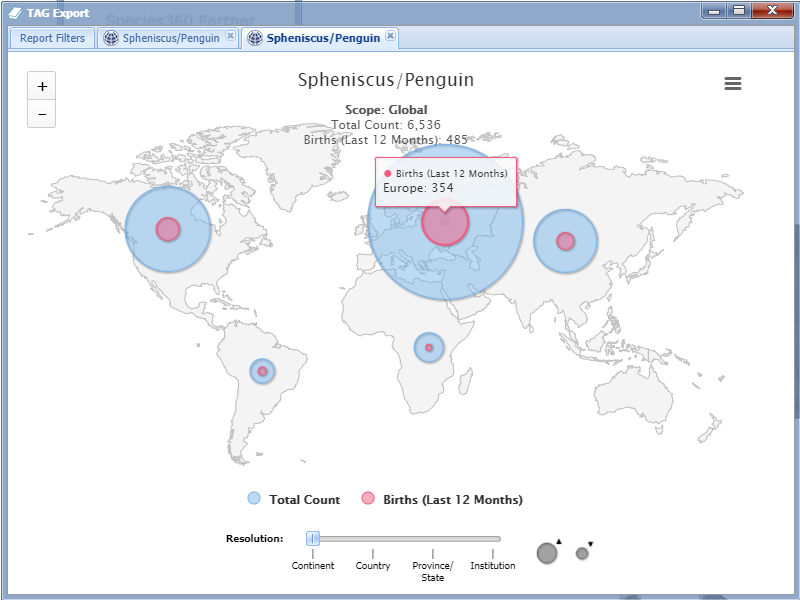 Species360 Partner
TAG Export
Report Filters
Spheniscus/Penguin
Spheniscus/Penguin
+
−
Spheniscus/Penguin
Scope: Global
Total Count: 6,536
Births (Last 12 Months): 485
Births (Last 12 Months)
Europe: 354
Total Count
Births (Last 12 Months)
Resolution:
Continent
Country
Province/
State
Institution